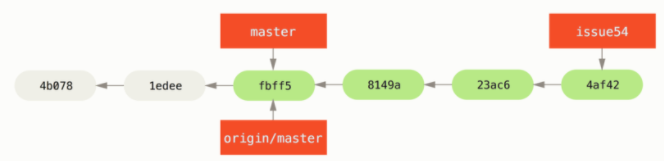 master
issue54
4b078
1edee
fbff5
8149a
23ac6
4af42
origin/master